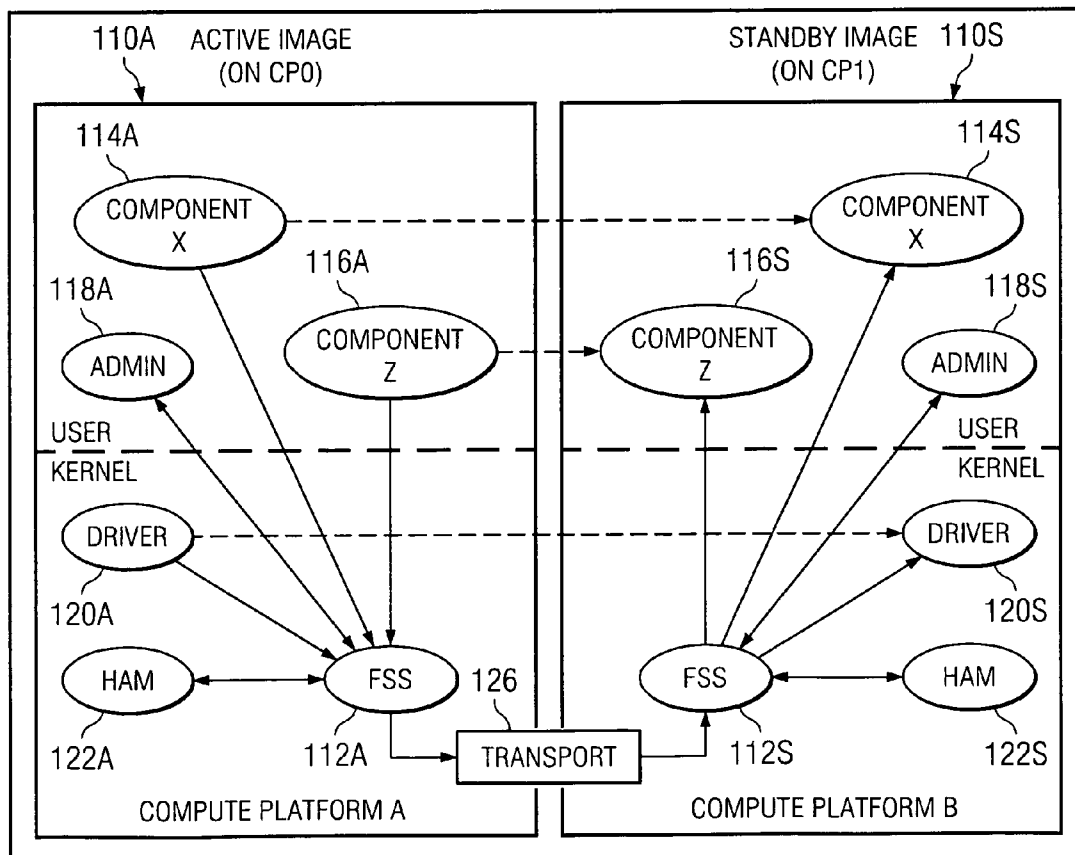 110A
ACTIVE IMAGE
(ON CP0)
STANDBY IMAGE
(ON CP1)
110S
114A
COMPONENT
X
114S
COMPONENT
X
116A
COMPONENT
Z
116S
COMPONENT
Z
118A
ADMIN
118S
ADMIN
USER
KERNEL
USER
KERNEL
DRIVER
120A
DRIVER
120S
HAM
122A
FSS
112A
126
TRANSPORT
FSS
112S
HAM
122S
COMPUTE PLATFORM A
COMPUTE PLATFORM B